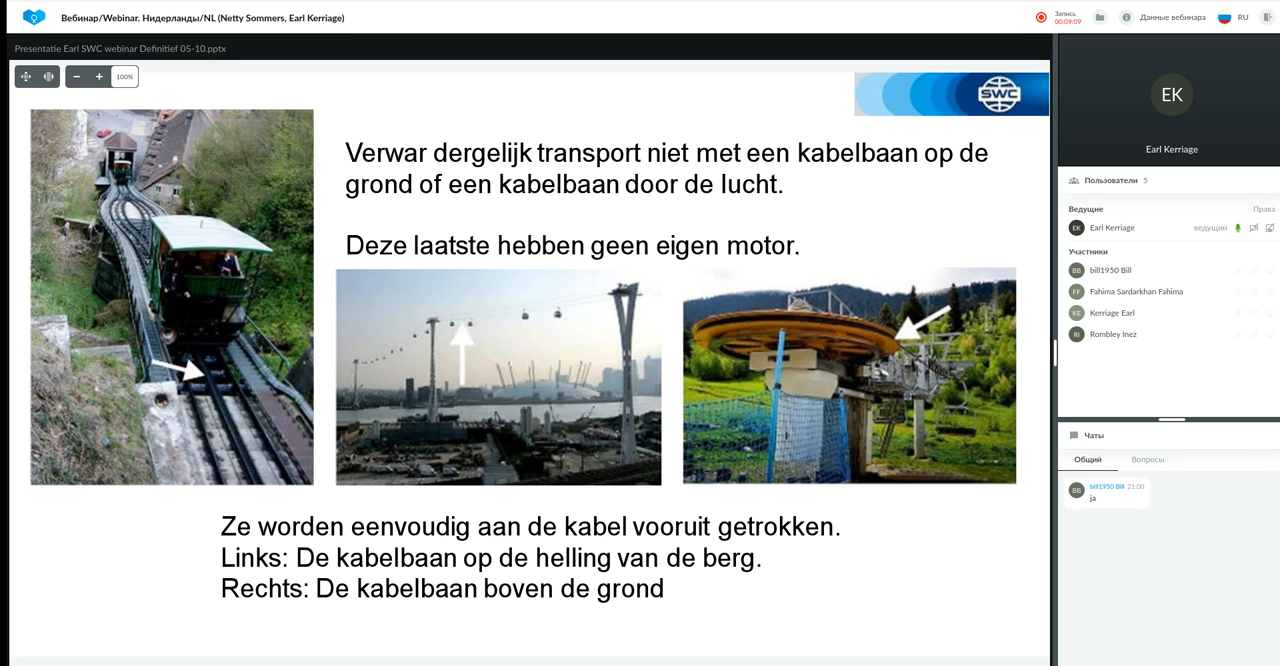 Вебинар/Webinar. Нидерланды/NL (Netty Sommers, Earl Kerriage)
Запись
00:09:09
Данные вебинара
RU
Presentatie Earl SWC webinar Definitief 05-10.pptx
100%
SWC
Verwar dergelijk transport niet met een kabelbaan op de
grond of een kabelbaan door de lucht.
Deze laatste hebben geen eigen motor.
Ze worden eenvoudig aan de kabel vooruit getrokken.
Links: De kabelbaan op de helling van de berg.
Rechts: De kabelbaan boven de grond
EK
Earl Kerriage
Пользователи 5
Ведущие Права
EK Earl Kerriage ведущий
Участники
BB bill1950 Bill
FF Fahima Sardarkhan Fahima
KE Kerriage Earl
RI Rombley Inez
Чаты
Общий Вопросы
BB bill1950 Bill 21:00
ja